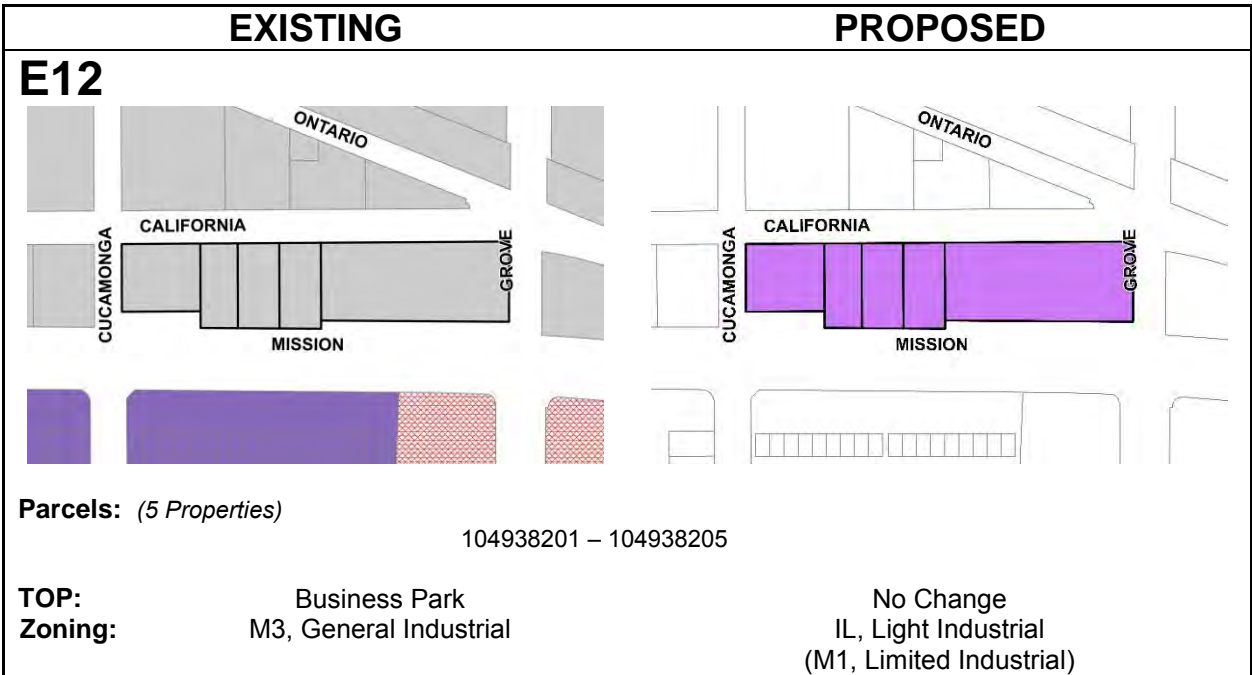 EXISTING PROPOSED
E12
ONTARIO
CALIFORNIA
CUCAMONGA
GROVE
MISSION
ONTARIO
CALIFORNIA
CUCAMONGA
GROVE
MISSION
Parcels: (5 Properties)
104938201 – 104938205
TOP: Business Park No Change
Zoning: M3, General Industrial IL, Light Industrial
(M1, Limited Industrial)